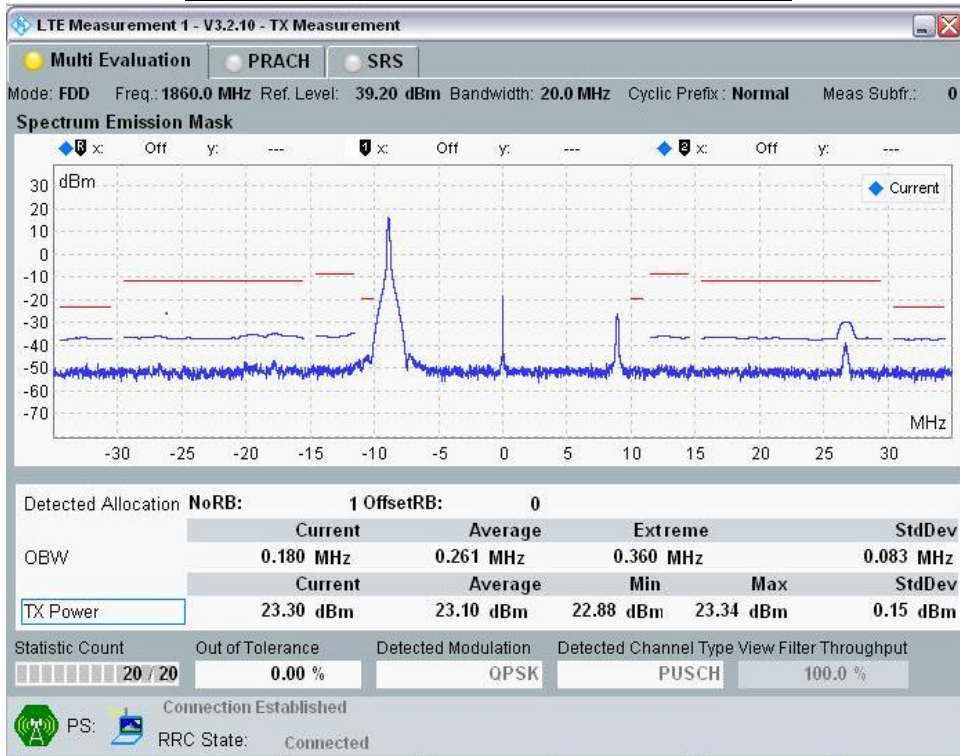 LTE Measurement 1 - V3.2.10 - TX Measurement
Multi Evaluation PRACH SRS
Mode: FDD Freq.: 1860.0 MHz Ref. Level: 39.20 dBm Bandwidth: 20.0 MHz Cyclic Prefix : Normal Meas Subfr.: 0
Spectrum Emission Mask
R x: Off y: --- 1 x: Off y: --- 2 x: Off y: ---
dBm
Current
30
20
10
0
-10
-20
-30
-40
-50
-60
-70
MHz
-30 -25 -20 -15 -10 -5 0 5 10 15 20 25 30
Detected Allocation NoRB: 1 OffsetRB: 0
Current Average Extreme StdDev
OBW 0.180 MHz 0.261 MHz 0.360 MHz 0.083 MHz
Current Average Min Max StdDev
TX Power 23.30 dBm 23.10 dBm 22.88 dBm 23.34 dBm 0.15 dBm
Statistic Count Out of Tolerance Detected Modulation Detected Channel Type View Filter Throughput
20 / 20 0.00 % QPSK PUSCH 100.0 %
PS: Connection Established
RRC State: Connected